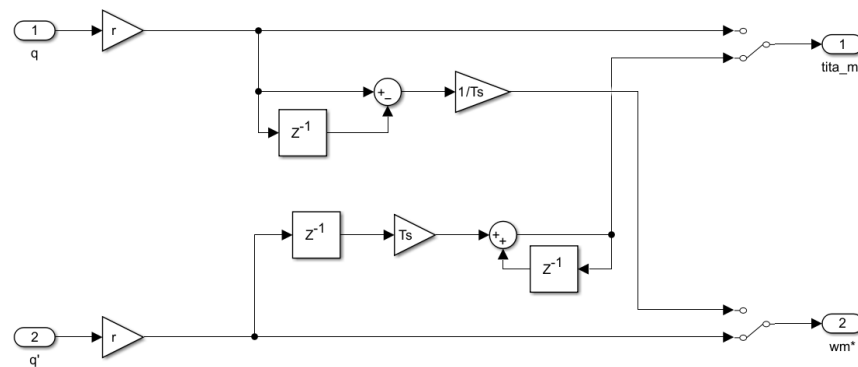 1
q
r
1
tita_m
+
−
1/Ts
Z-1
Z-1
Ts
+
+
Z-1
2
q'
r
2
wm*